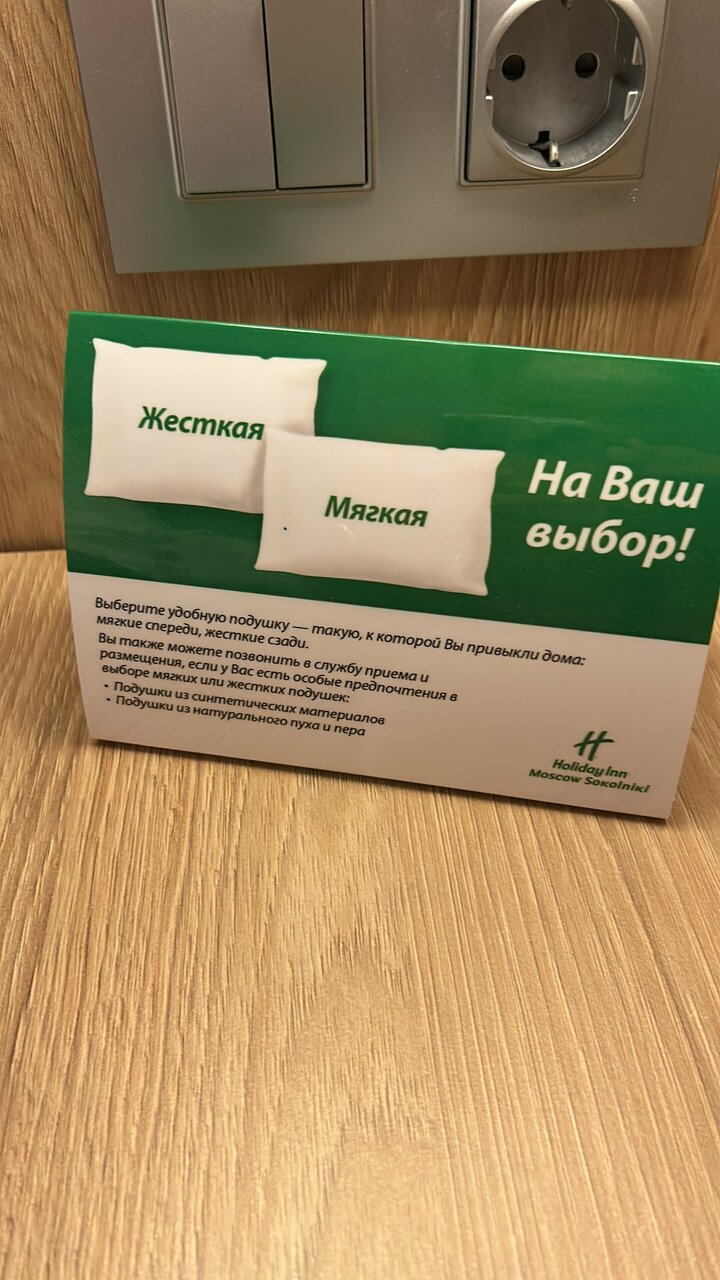 Жесткая
Мягкая
На Ваш
выбор!
Выберите удобную подушку — такую, к которой Вы привыкли дома:
мягкие спереди, жесткие сзади.
Вы также можете позвонить в службу приема и
размещения, если у Вас есть особые предпочтения в
выборе мягких или жестких подушек:
• Подушки из синтетических материалов
• Подушки из натурального пуха и пера
H
Holiday Inn
Moscow Sokolniki